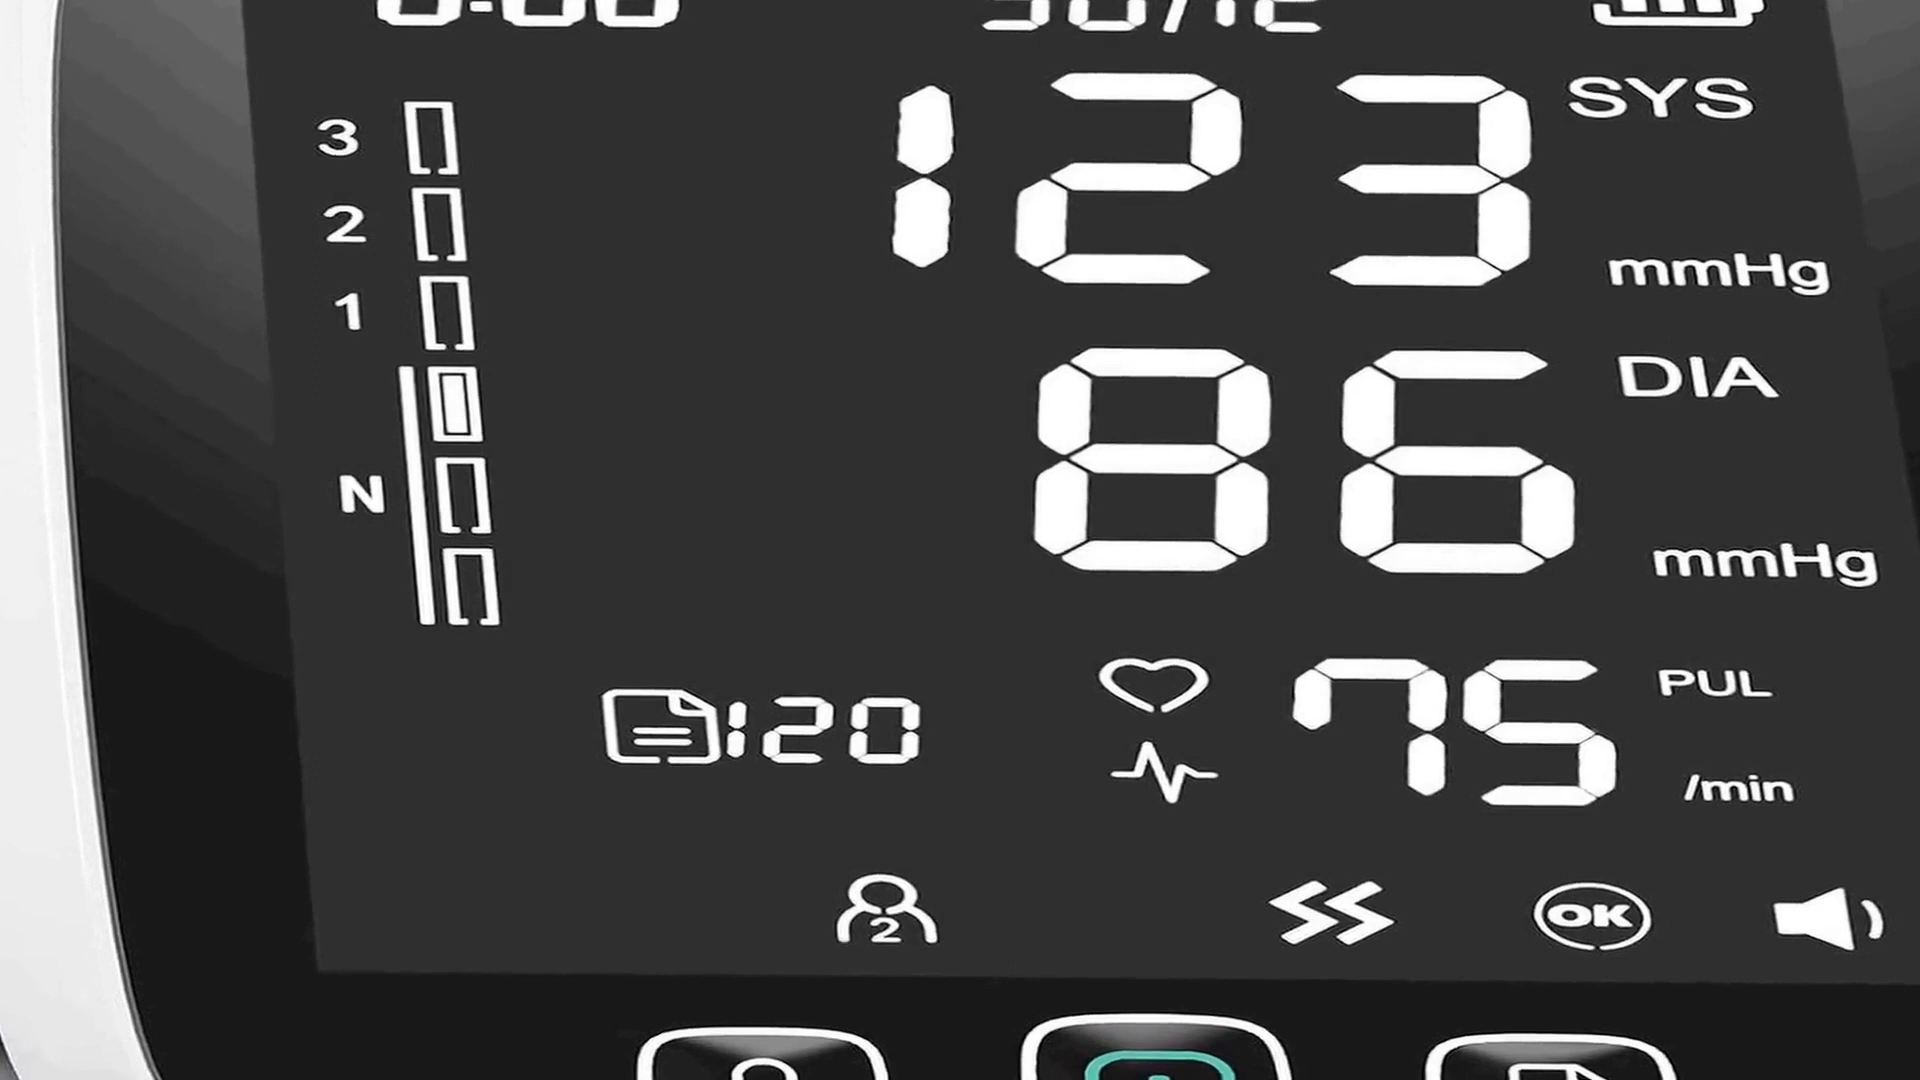 3
2
1
N
123 SYS
mmHg
86 DIA
mmHg
120
75 PUL
/min
2
OK